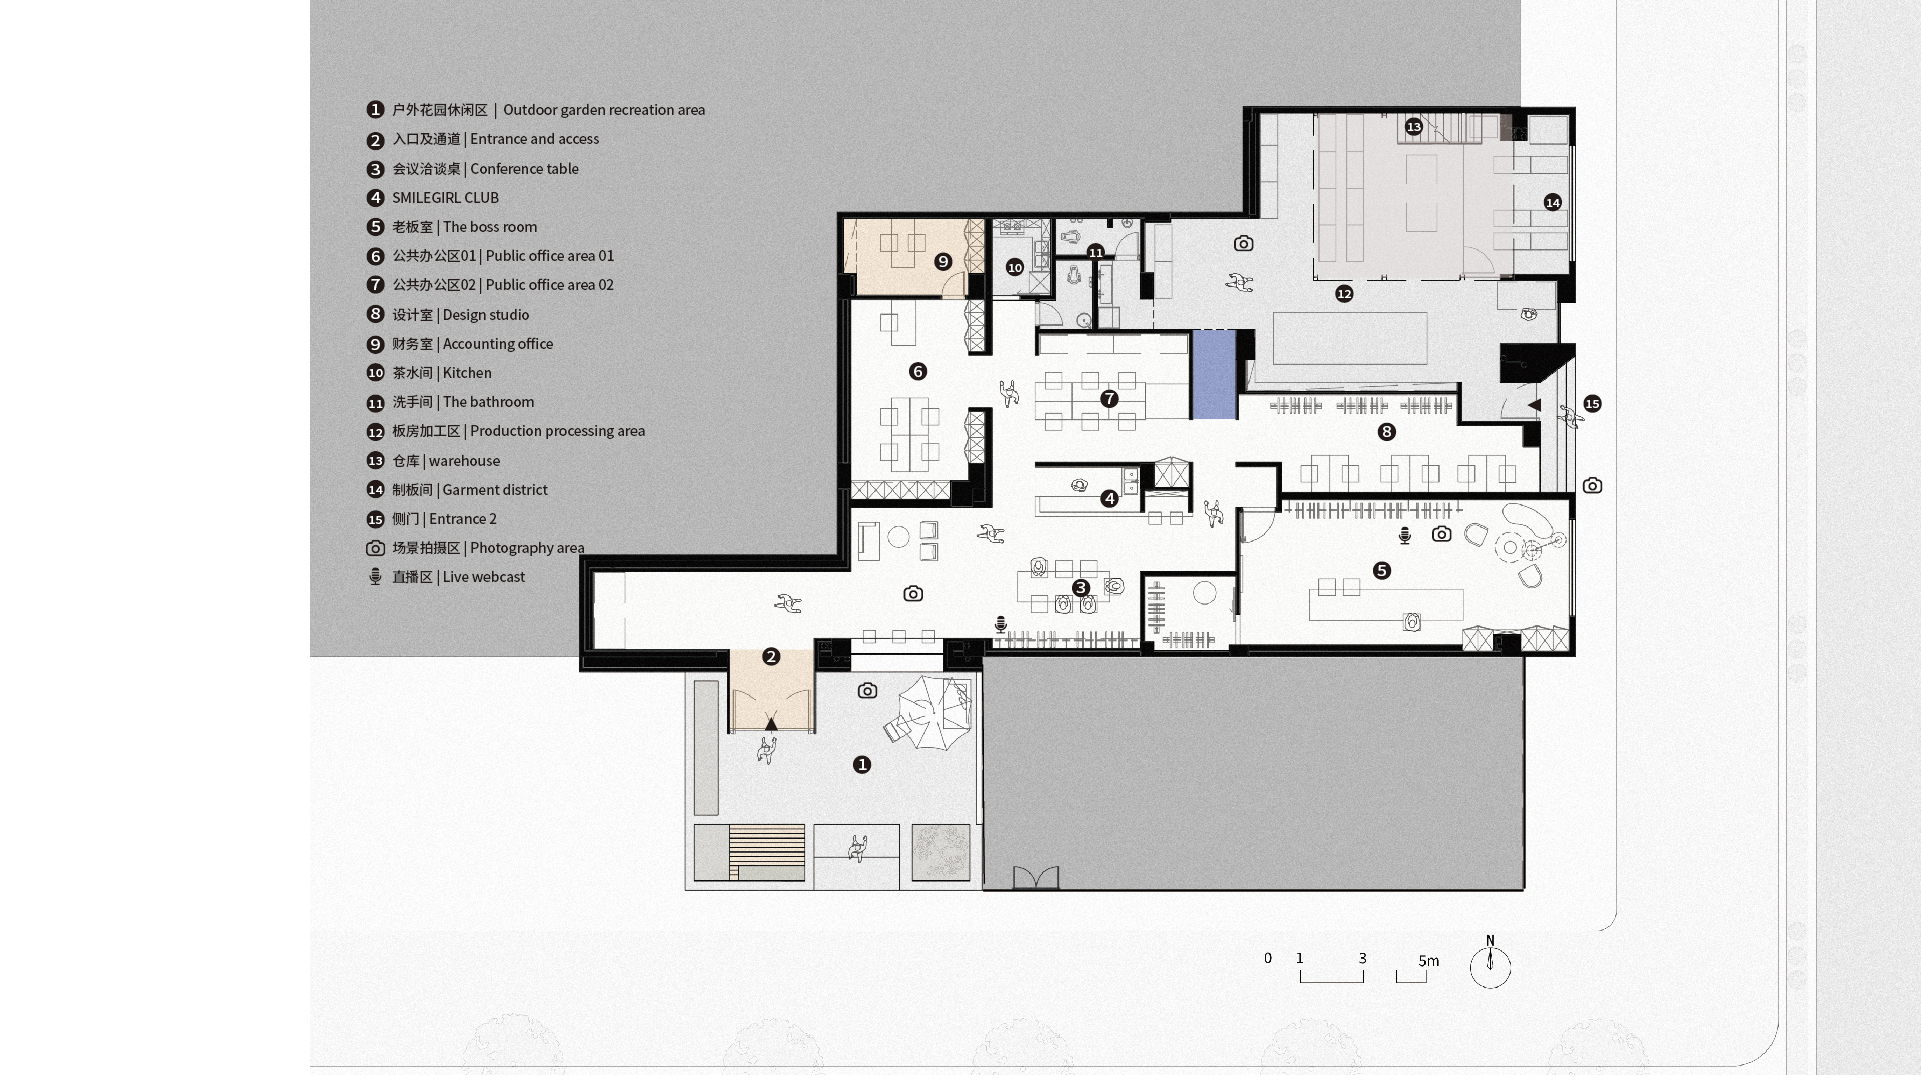 1 户外花园休闲区 | Outdoor garden recreation area
2 入口及通道 | Entrance and access
3 会议洽谈桌 | Conference table
4 SMILEGIRL CLUB
5 老板室 | The boss room
6 公共办公区01 | Public office area 01
7 公共办公区02 | Public office area 02
8 设计室 | Design studio
9 财务室 | Accounting office
10 茶水间 | Kitchen
11 洗手间 | The bathroom
12 板房加工区 | Production processing area
13 仓库 | warehouse
14 制板间 | Garment district
15 侧门 | Entrance 2
场景拍摄区 | Photography area
直播区 | Live webcast
13
14
11
9
10
12
6
7
15
8
4
5
3
2
1
N
0 1 3 5m